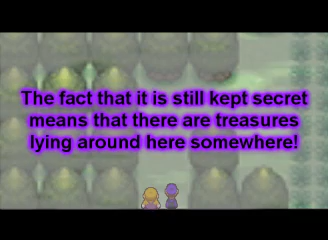 The fact that it is still kept secret
means that there are treasures
lying around here somewhere!